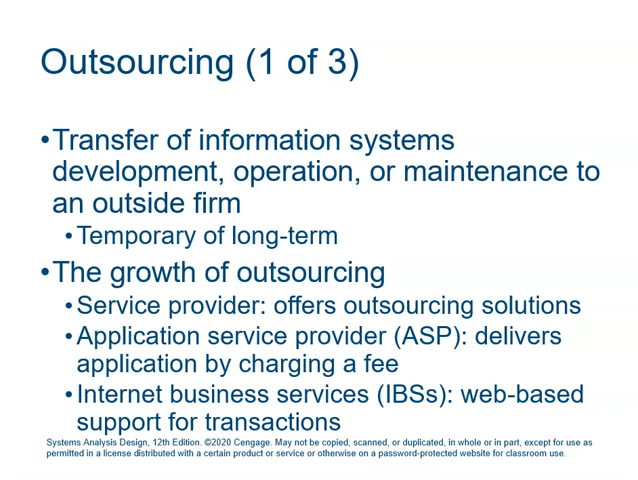 Outsourcing (1 of 3)
•Transfer of information systems
development, operation, or maintenance to
an outside firm
•Temporary of long-term
•The growth of outsourcing
•Service provider: offers outsourcing solutions
•Application service provider (ASP): delivers
application by charging a fee
•Internet business services (IBSs): web-based
support for transactions
Systems Analysis Design, 12th Edition. ©2020 Cengage. May not be copied, scanned, or duplicated, in whole or in part, except for use as
permitted in a license distributed with a certain product or service or otherwise on a password-protected website for classroom use.